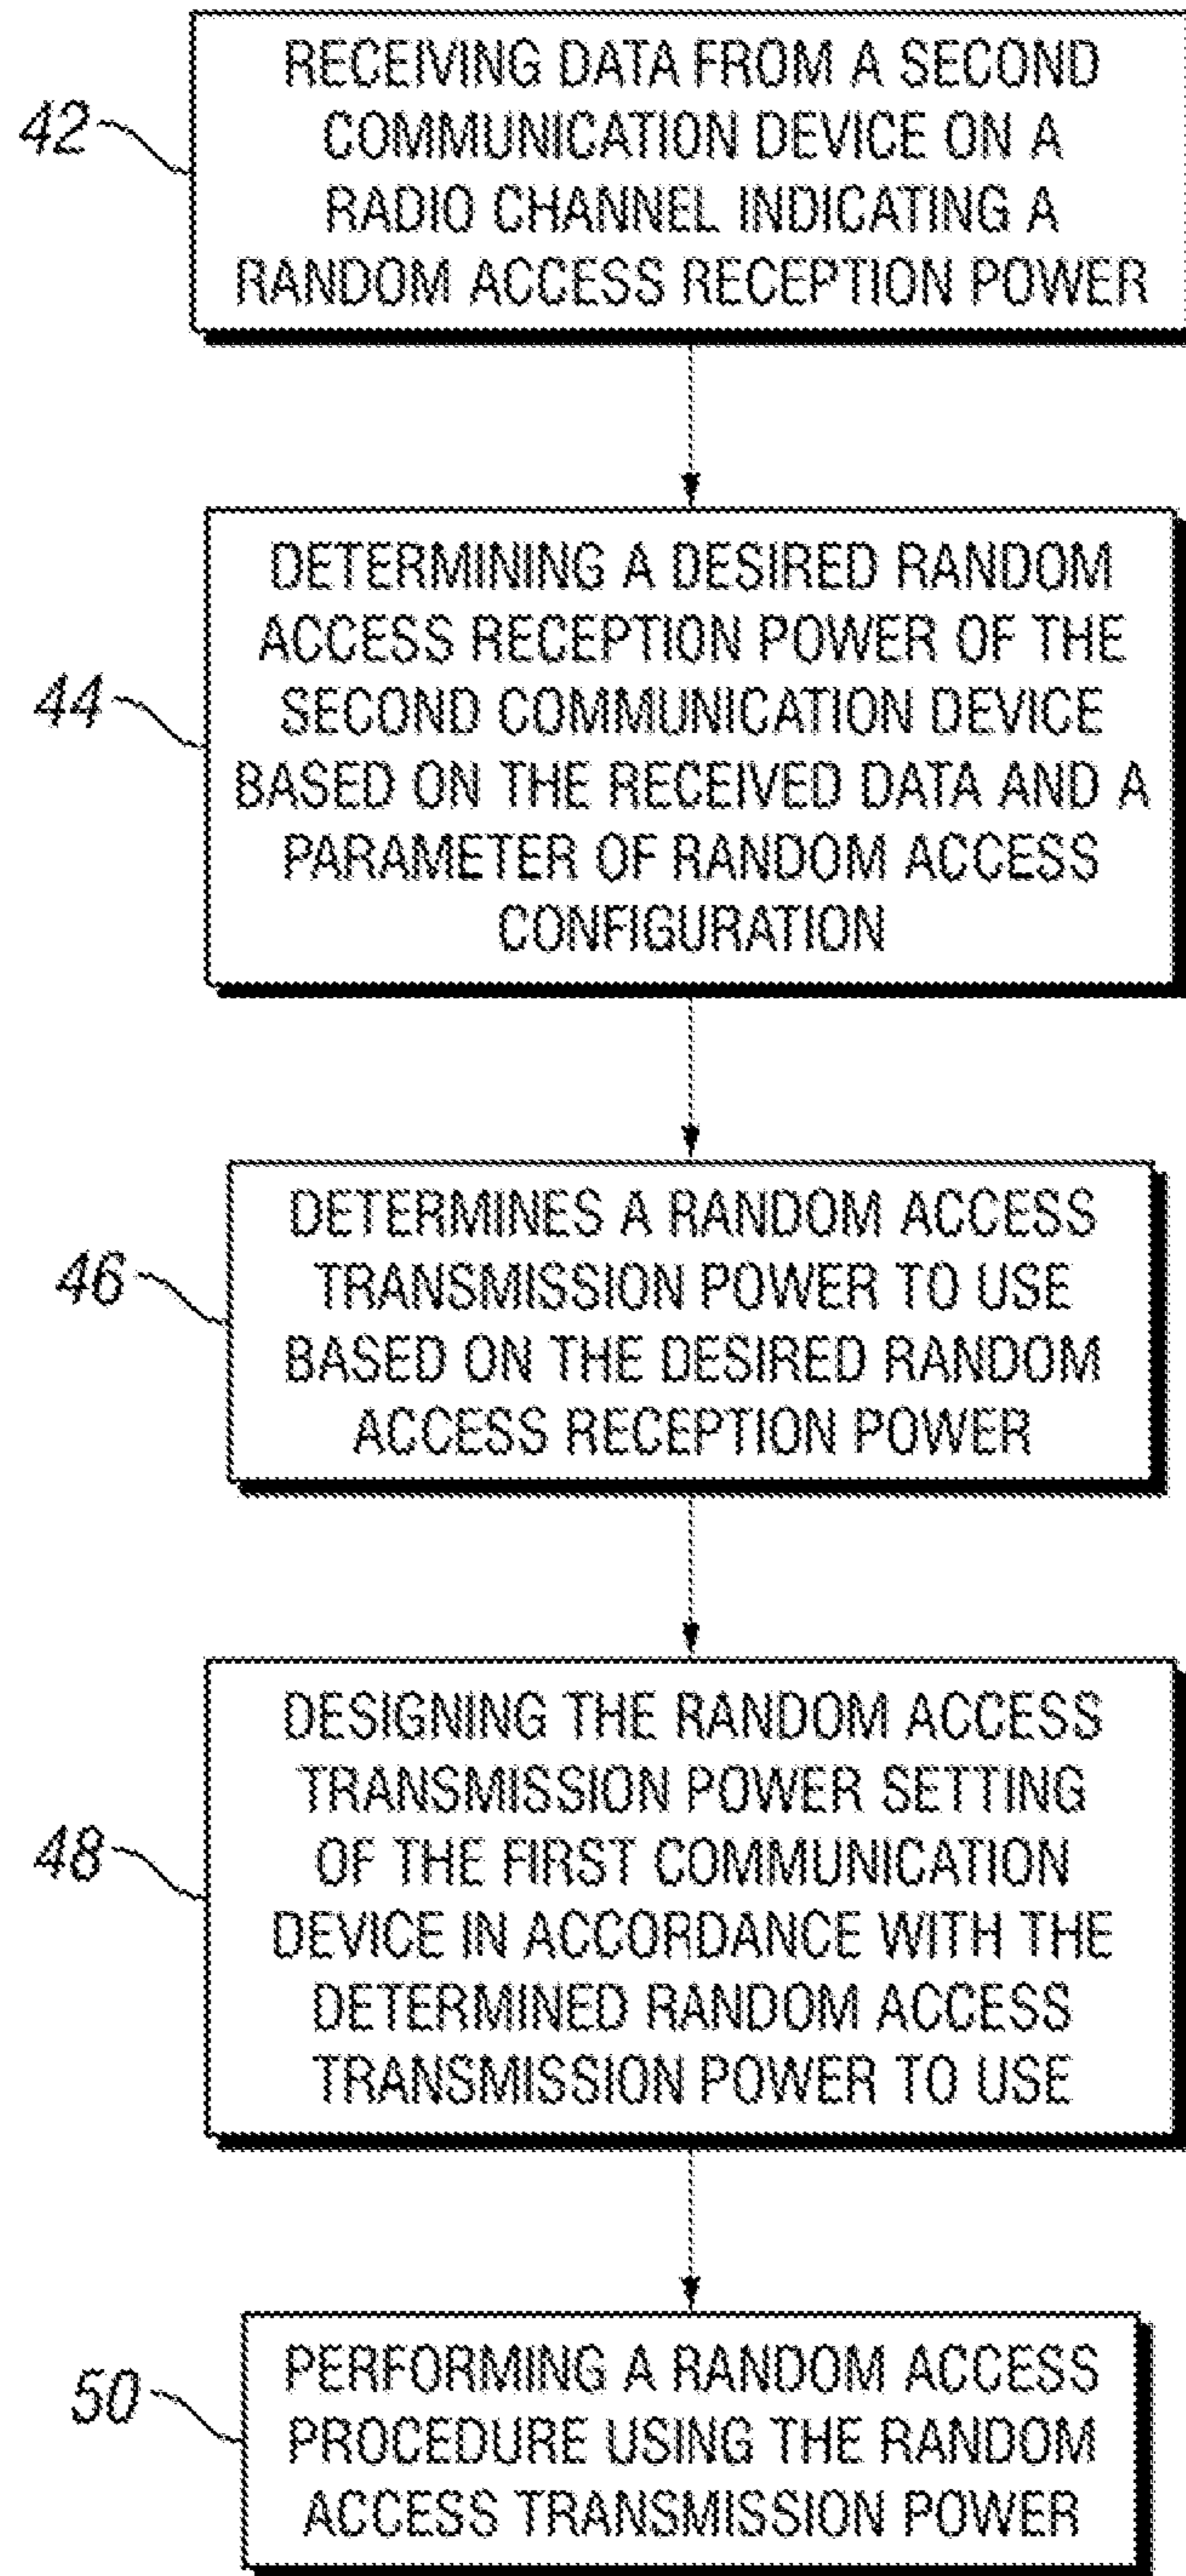 42
RECEIVING DATA FROM A SECOND
COMMUNICATION DEVICE ON A
RADIO CHANNEL INDICATING A
RANDOM ACCESS RECEPTION POWER
44
DETERMINING A DESIRED RANDOM
ACCESS RECEPTION POWER OF THE
SECOND COMMUNICATION DEVICE
BASED ON THE RECEIVED DATA AND A
PARAMETER OF RANDOM ACCESS
CONFIGURATION
46
DETERMINES A RANDOM ACCESS
TRANSMISSION POWER TO USE
BASED ON THE DESIRED RANDOM
ACCESS RECEPTION POWER
48
DESIGNING THE RANDOM ACCESS
TRANSMISSION POWER SETTING
OF THE FIRST COMMUNICATION
DEVICE IN ACCORDANCE WITH THE
DETERMINED RANDOM ACCESS
TRANSMISSION POWER TO USE
50
PERFORMING A RANDOM ACCESS
PROCEDURE USING THE RANDOM
ACCESS TRANSMISSION POWER